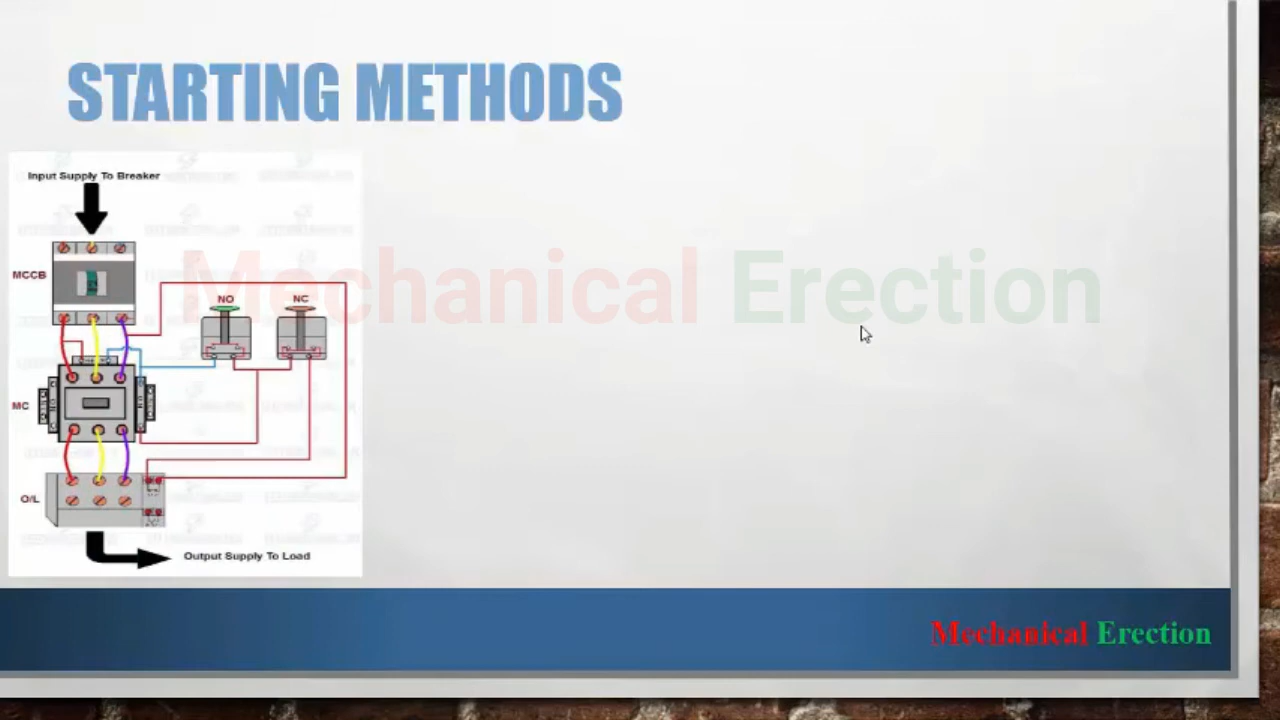 STARTING METHODS
Input Supply To Breaker
MCCB
Mechanical Erection
NO
NC
MC
O/L
Output Supply To Load
Mechanical Erection